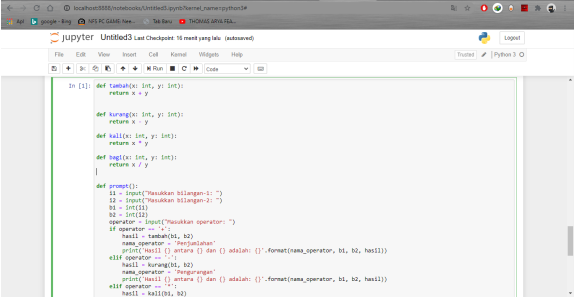 localhost:8888/notebooks/Untitled3.ipynb?kernel_name=python3#
Apl google - Bing NFS PC GAME-Nee... Tab Baru THOMAS ARYA FEA...
jupyter Untitled3 Last Checkpoint: 16 menit yang lalu (autosaved)
Logout
File Edit View Insert Cell Kernel Widgets Help
Trusted Python 3
Run Code
In [1]: def tambah(x: int, y: int):
return x + y
def kurang(x: int, y: int):
return x - y
def kali(x: int, y: int):
return x * y
def bagi(x: int, y: int):
return x / y
def prompt():
i1 = input("Masukkan bilangan-1: ")
i2 = input("Masukkan bilangan-2: ")
b1 = int(i1)
b2 = int(i2)
operator = input("Masukkan operator: ")
if operator == '+':
hasil = tambah(b1, b2)
nama_operator = 'Penjumlahan'
print('Hasil {} antara {} dan {} adalah: {}'.format(nama_operator, b1, b2, hasil))
elif operator == '-':
hasil = kurang(b1, b2)
nama_operator = 'Pengurangan'
print('Hasil {} antara {} dan {} adalah: {}'.format(nama_operator, b1, b2, hasil))
elif operator == '*':
hasil = kali(b1, b2)